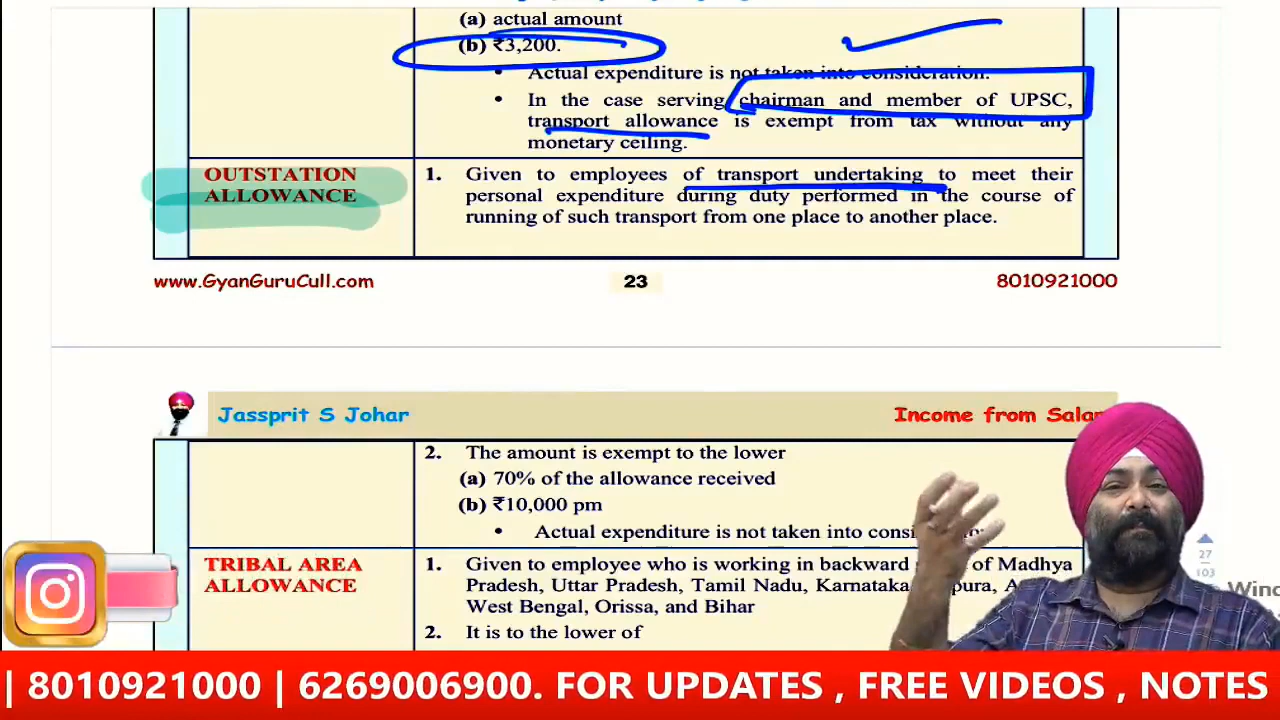 (a) actual amount
(b) ₹3,200.
• Actual expenditure is not taken into consideration.
• In the case serving chairman and member of UPSC,
transport allowance is exempt from tax without any
monetary ceiling.
OUTSTATION
ALLOWANCE
1. Given to employees of transport undertaking to meet their
personal expenditure during duty performed in the course of
running of such transport from one place to another place.
www.GyanGuruCull.com
23
8010921000
Jassprit S Johar
Income from Salar
2. The amount is exempt to the lower
(a) 70% of the allowance received
(b) ₹10,000 pm
• Actual expenditure is not taken into
TRIBAL AREA
ALLOWANCE
1. Given to employee who is working in backward of Madhya
Pradesh, Uttar Pradesh, Tamil Nadu, Karnataka
West Bengal, Orissa, and Bihar
2. It is to the lower of
27
103
Wind
| 8010921000 | 6269006900. FOR UPDATES , FREE VIDEOS , NOTES